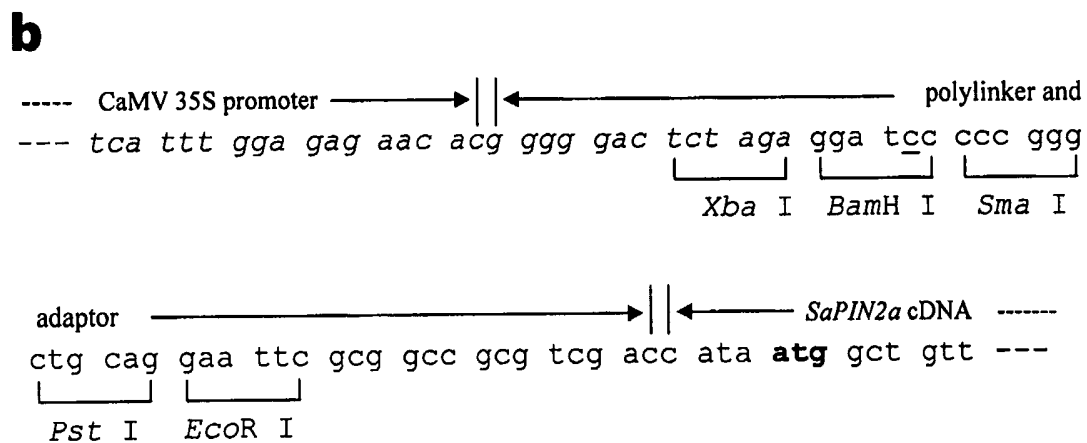 b
----- CaMV 35S promoter polylinker and
--- tca ttt gga gag aac acg ggg gac tct aga gga tcc ccc ggg
Xba I BamH I Sma I
adaptor SaPIN2a cDNA -------
ctg cag gaa ttc gcg gcc gcg tcg acc ata atg gct gtt ---
Pst I EcoR I